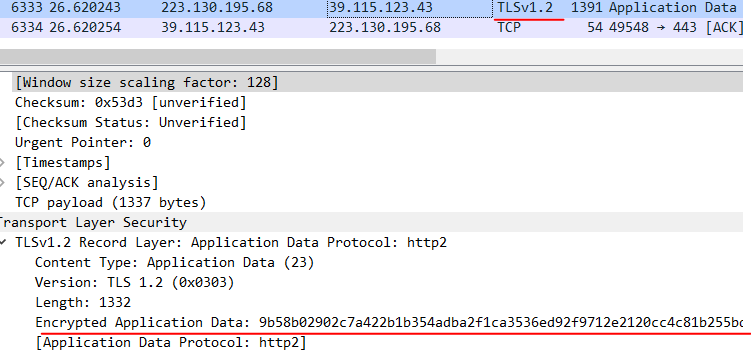 6333 26.620243 223.130.195.68 39.115.123.43 TLSv1.2 1391 Application Data
6334 26.620254 39.115.123.43 223.130.195.68 TCP 54 49548 → 443 [ACK]
[Window size scaling factor: 128]
Checksum: 0x53d3 [unverified]
[Checksum Status: Unverified]
Urgent Pointer: 0
[Timestamps]
[SEQ/ACK analysis]
TCP payload (1337 bytes)
Transport Layer Security
TLSv1.2 Record Layer: Application Data Protocol: http2
Content Type: Application Data (23)
Version: TLS 1.2 (0x0303)
Length: 1332
Encrypted Application Data: 9b58b02902c7a422b1b354adba2f1ca3536ed92f9712e2120cc4c81b255bc
[Application Data Protocol: http2]